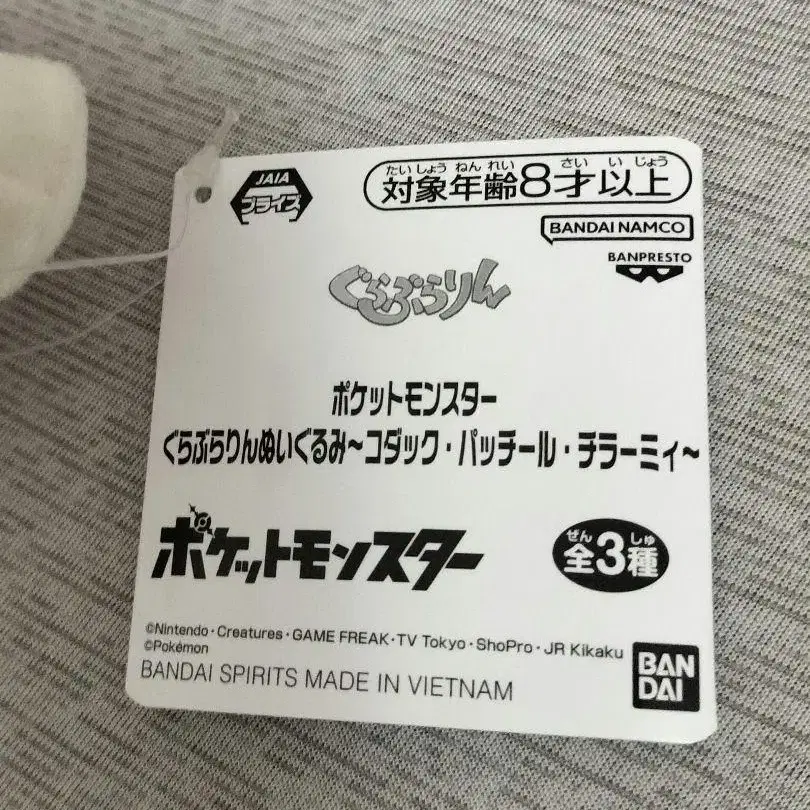 JAIA
プライズ
たいしょうねんれい さいいじょう
対象年齢8才以上
BANDAI NAMCO
BANPRESTO
ぐらぶらりん
ポケットモンスター
ぐらぶらりんぬいぐるみ〜コダック・パッチール・チラーミィ〜
ポケットモンスター
ぜん しゅ
全3種
©Nintendo・Creatures・GAME FREAK・TV Tokyo・ShoPro・JR Kikaku
©Pokémon
BANDAI SPIRITS MADE IN VIETNAM
BAN
DAI